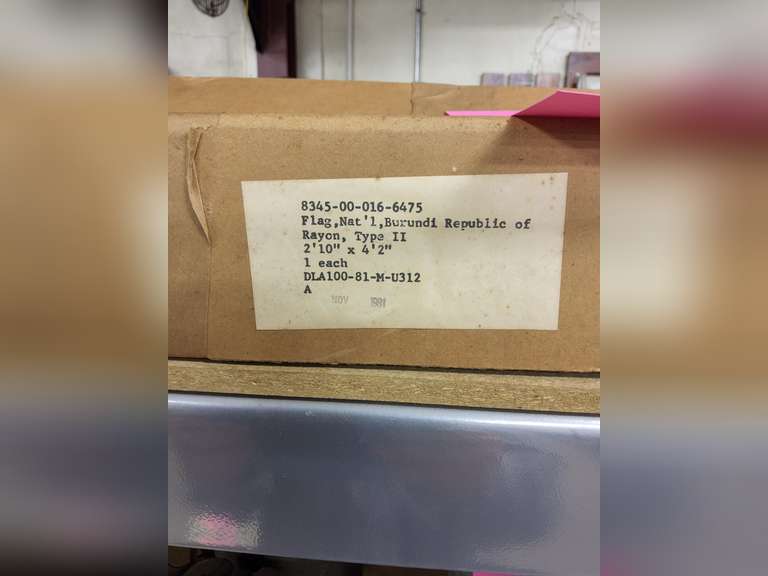 8345-00-016-6475
Flag,Nat'l,Burundi Republic of
Rayon, Type II
2'10" x 4'2"
1 each
DLA100-81-M-U312
A
NOV 1981